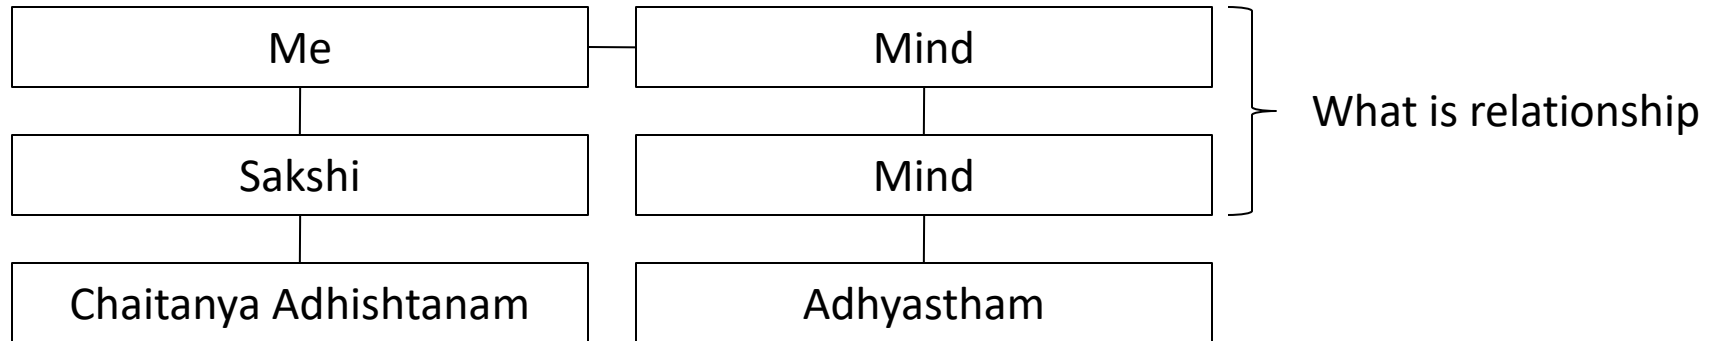 Me
Mind
What is relationship
Sakshi
Mind
Chaitanya Adhishtanam
Adhyastham